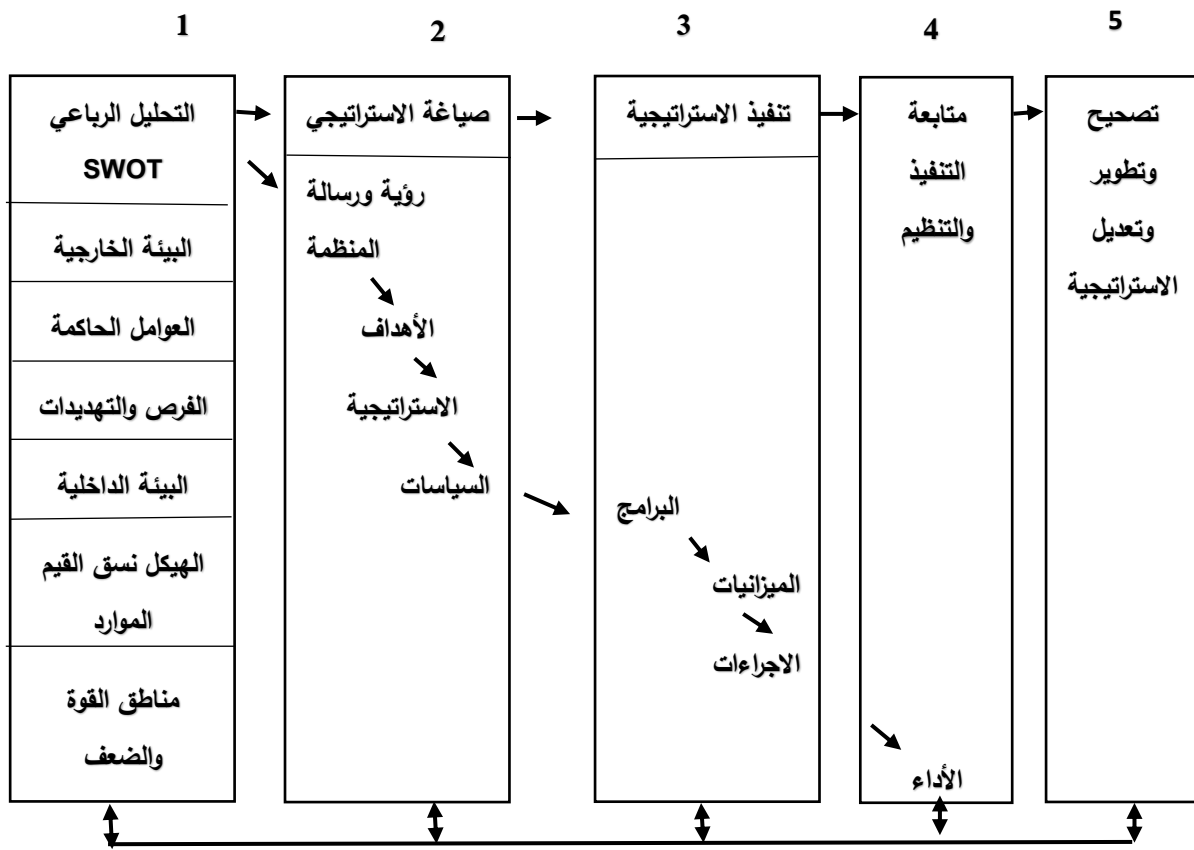 1
2
3
4
5
التحليل الرباعي
SWOT
البيئة الخارجية
العوامل الحاكمة
الفرص والتهديدات
البيئة الداخلية
الهيكل نسق القيم
الموارد
مناطق القوة
والضعف
صياغة الاستراتيجي
رؤية ورسالة
المنظمة
الأهداف
الاستراتيجية
السياسات
تنفيذ الاستراتيجية
البرامج
الميزانيات
الاجراءات
متابعة
التنفيذ
والتنظيم
الأداء
تصحيح
وتطوير
وتعديل
الاستراتيجية